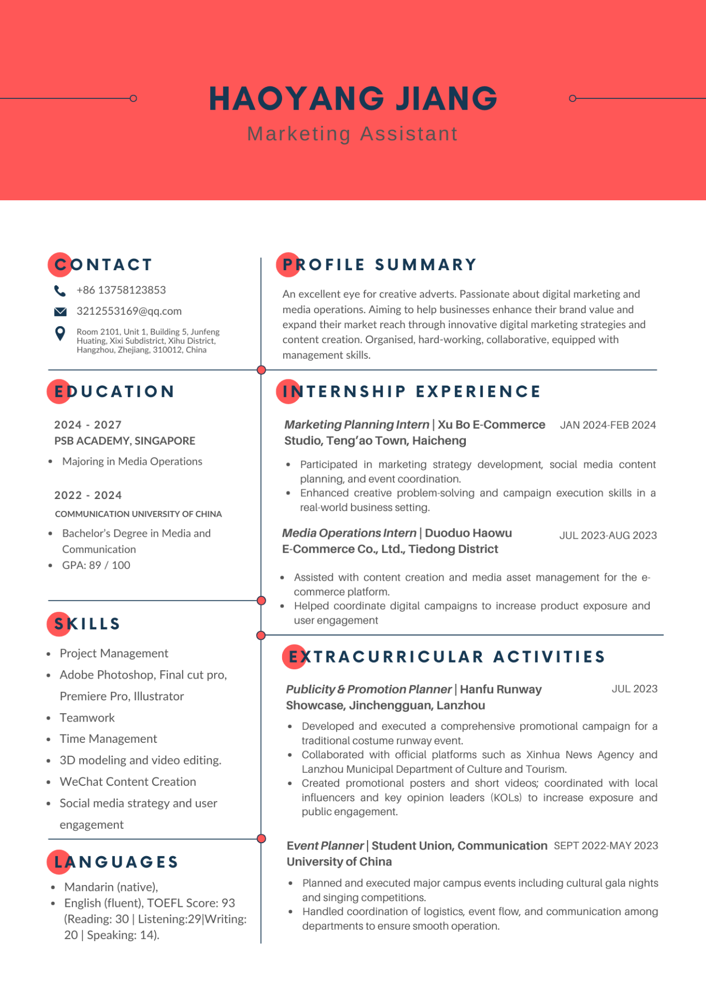 HAOYANG JIANG
Marketing Assistant
CONTACT
+86 13758123853
3212553169@qq.com
Room 2101, Unit 1, Building 5, Junfeng
Huating, Xixi Subdistrict, Xihu District,
Hangzhou, Zhejiang, 310012, China
EDUCATION
2024 - 2027
PSB ACADEMY, SINGAPORE
• Majoring in Media Operations
2022 - 2024
COMMUNICATION UNIVERSITY OF CHINA
• Bachelor's Degree in Media and
Communication
• GPA: 89 / 100
SKILLS
• Project Management
• Adobe Photoshop, Final cut pro,
Premiere Pro, Illustrator
• Teamwork
• Time Management
• 3D modeling and video editing.
• WeChat Content Creation
• Social media strategy and user
engagement
LANGUAGES
• Mandarin (native),
• English (fluent), TOEFL Score: 93
(Reading: 30 | Listening:29|Writing:
20 | Speaking: 14).
PROFILE SUMMARY
An excellent eye for creative adverts. Passionate about digital marketing and
media operations. Aiming to help businesses enhance their brand value and
expand their market reach through innovative digital marketing strategies and
content creation. Organised, hard-working, collaborative, equipped with
management skills.
INTERNSHIP EXPERIENCE
Marketing Planning Intern | Xu Bo E-Commerce JAN 2024-FEB 2024
Studio, Teng'ao Town, Haicheng
• Participated in marketing strategy development, social media content
planning, and event coordination.
• Enhanced creative problem-solving and campaign execution skills in a
real-world business setting.
Media Operations Intern | Duoduo Haowu JUL 2023-AUG 2023
E-Commerce Co., Ltd., Tiedong District
• Assisted with content creation and media asset management for the e-
commerce platform.
• Helped coordinate digital campaigns to increase product exposure and
user engagement
EXTRACURRICULAR ACTIVITIES
Publicity & Promotion Planner | Hanfu Runway JUL 2023
Showcase, Jinchengguan, Lanzhou
• Developed and executed a comprehensive promotional campaign for a
traditional costume runway event.
• Collaborated with official platforms such as Xinhua News Agency and
Lanzhou Municipal Department of Culture and Tourism.
• Created promotional posters and short videos; coordinated with local
influencers and key opinion leaders (KOLs) to increase exposure and
public engagement.
Event Planner | Student Union, Communication SEPT 2022-MAY 2023
University of China
• Planned and executed major campus events including cultural gala nights
and singing competitions.
• Handled coordination of logistics, event flow, and communication among
departments to ensure smooth operation.